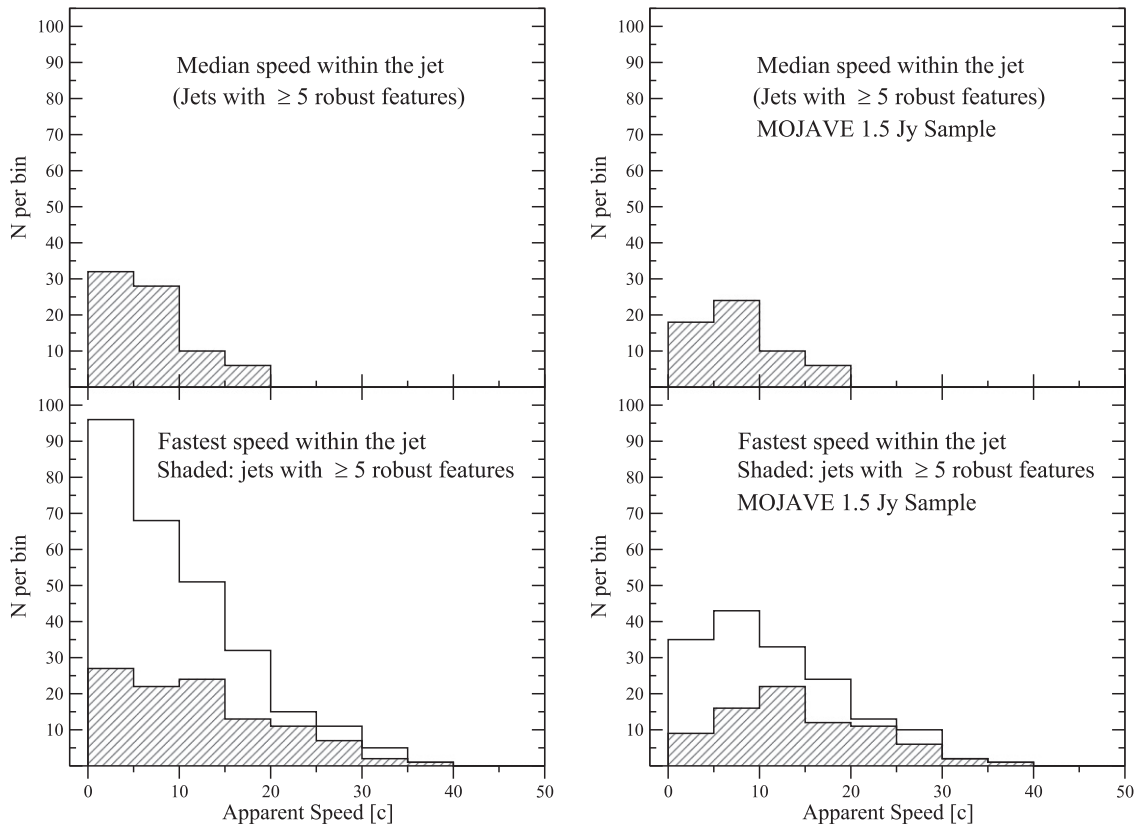 100
90
80
70
60
50
40
30
20
10
N per bin
Median speed within the jet
(Jets with ≥ 5 robust features)
100
90
80
70
60
50
40
30
20
10
N per bin
Median speed within the jet
(Jets with ≥ 5 robust features)
MOJAVE 1.5 Jy Sample
100
90
80
70
60
50
40
30
20
10
N per bin
Fastest speed within the jet
Shaded: jets with ≥ 5 robust features
0 10 20 30 40 50
Apparent Speed [c]
100
90
80
70
60
50
40
30
20
10
N per bin
Fastest speed within the jet
Shaded: jets with ≥ 5 robust features
MOJAVE 1.5 Jy Sample
0 10 20 30 40 50
Apparent Speed [c]